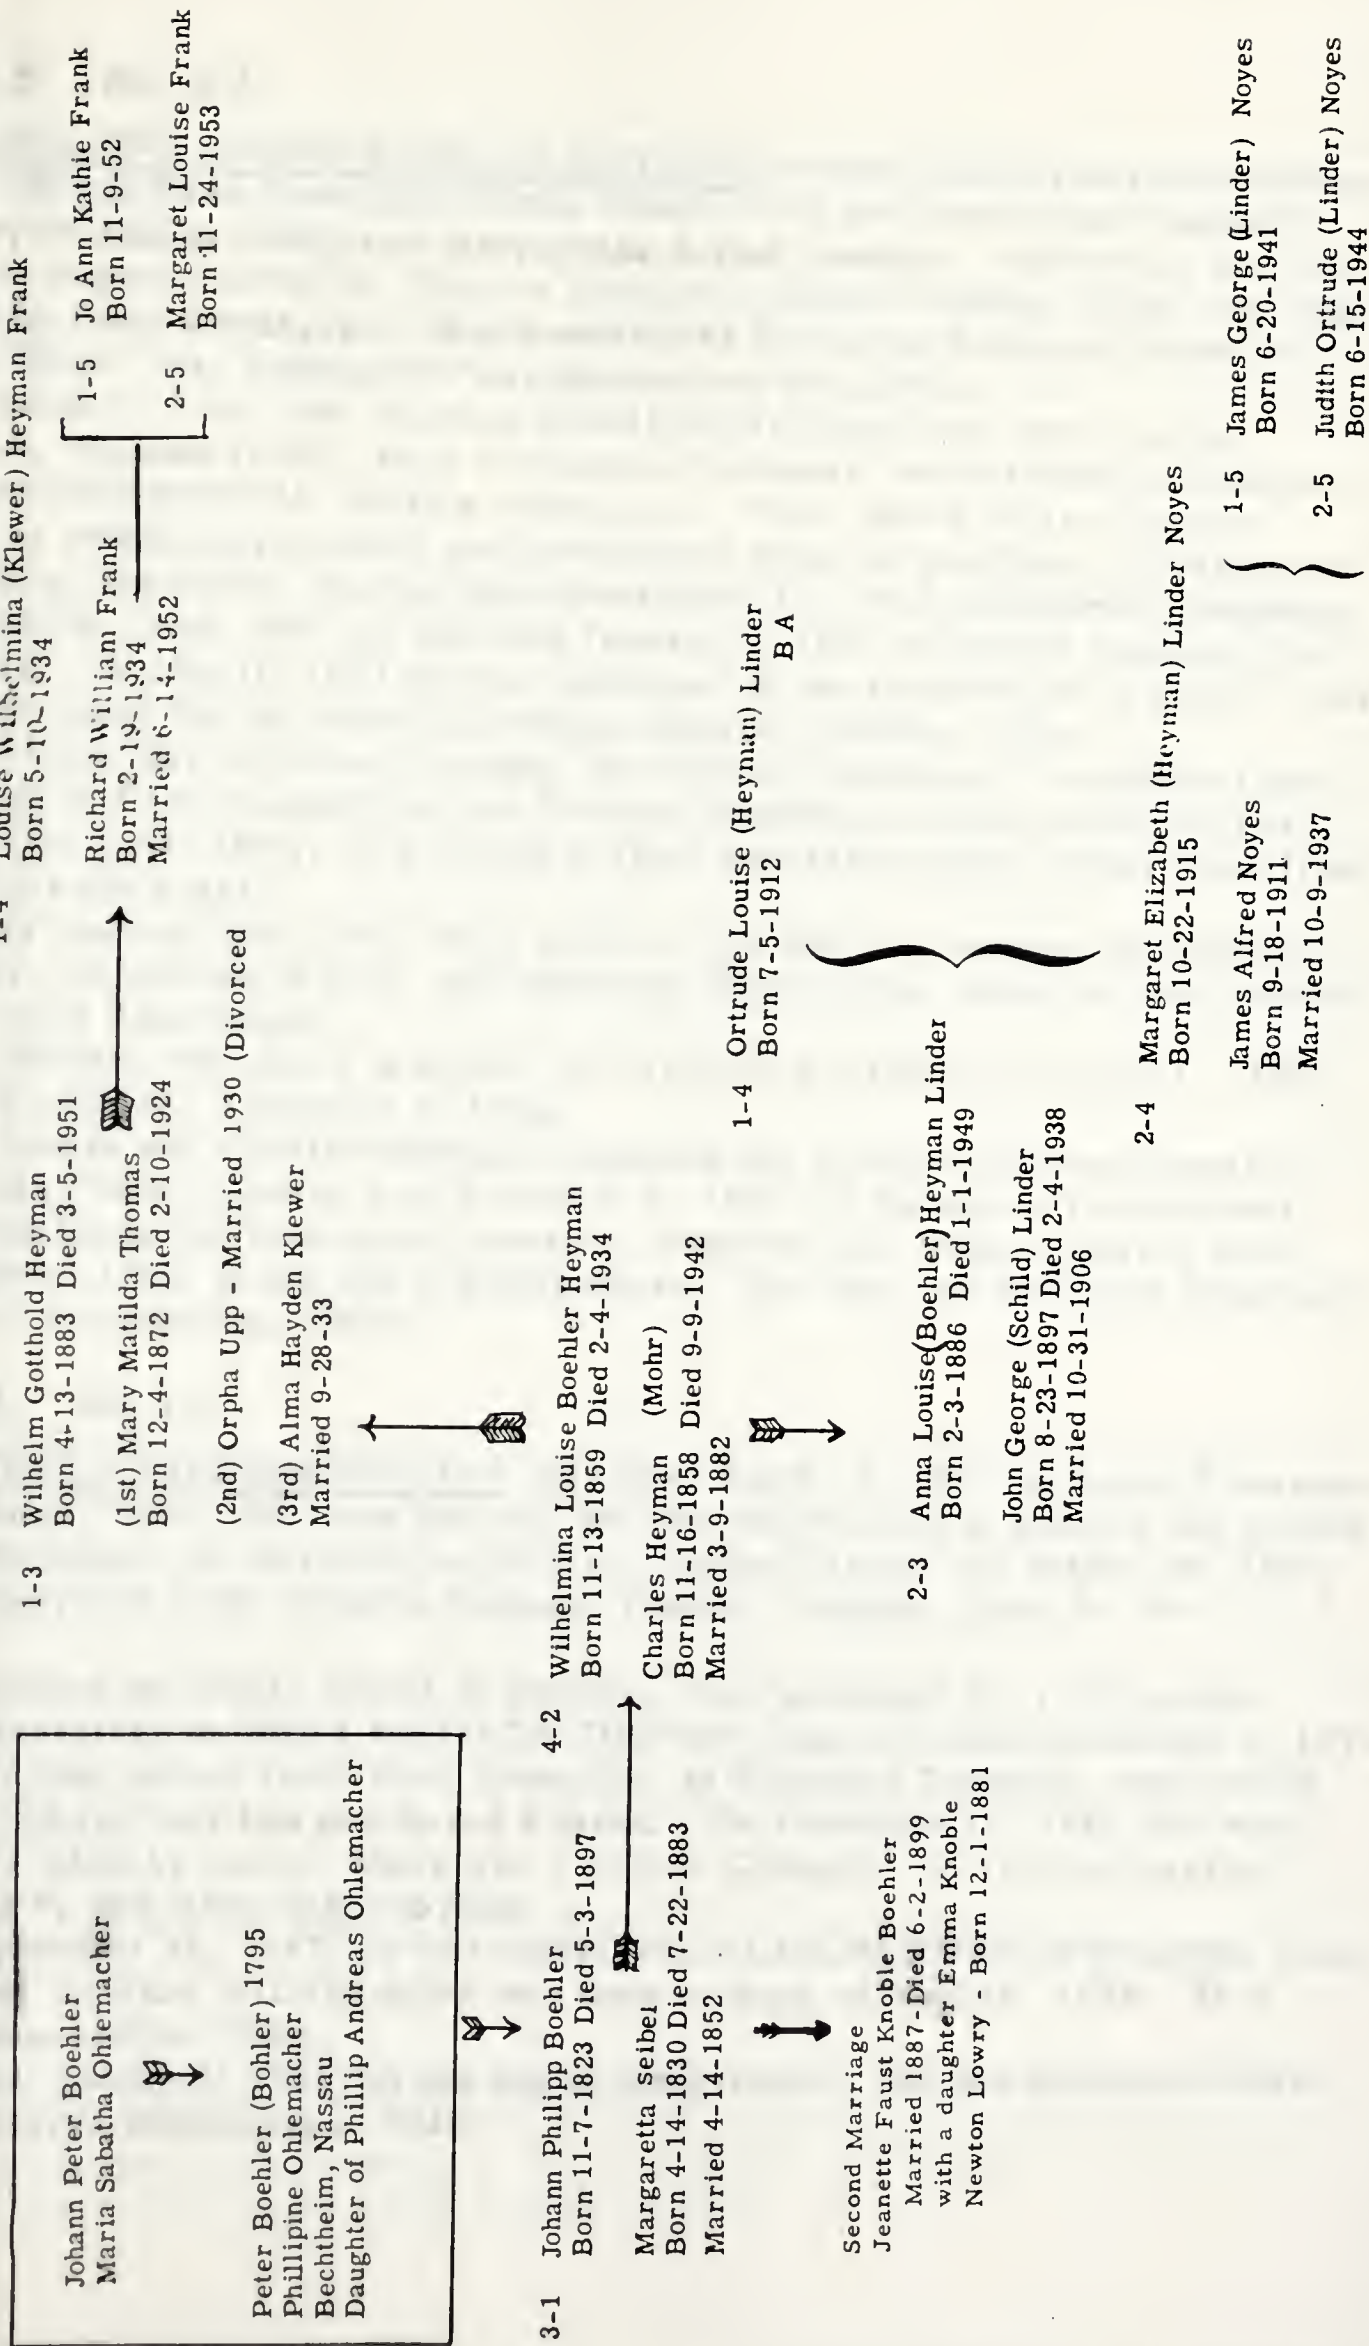 Johann Peter Boehler
Maria Sabatha Ohlemacher
Peter Boehler (Bohler) 1795
Phillipine Ohlemacher
Bechtheim, Nassau
Daughter of Phillip Andreas Ohlemacher
3-1 Johann Philipp Boehler
Born 11-7-1823 Died 5-3-1897
Margaretta seibel
Born 4-14-1830 Died 7-22-1883
Married 4-14-1852
Second Marriage
Jeanette Faust Knoble Boehler
Married 1887-Died 6-2-1899
with a daughter Emma Knoble
Newton Lowry - Born 12-1-1881
1-3 Wilhelm Gotthold Heyman
Born 4-13-1883 Died 3-5-1951
(1st) Mary Matilda Thomas
Born 12-4-1872 Died 2-10-1924
(2nd) Orpha Upp - Married 1930 (Divorced
(3rd) Alma Hayden Klewer
Married 9-28-33
4-2 Wilhelmina Louise Boehler Heyman
Born 11-13-1859 Died 2-4-1934
Charles Heyman (Mohr)
Born 11-16-1858 Died 9-9-1942
Married 3-9-1882
2-3 Anna Louise(Boehler)Heyman Linder
Born 2-3-1886 Died 1-1-1949
John George (Schild) Linder
Born 8-23-1897 Died 2-4-1938
Married 10-31-1906
1-4 Louise Wilhelmina (Klewer) Heyman Frank
Born 5-10-1934
Richard William Frank
Born 2-19-1934
Married 6-14-1952
1-5 Jo Ann Kathie Frank
Born 11-9-52
2-5 Margaret Louise Frank
Born 11-24-1953
1-4 Ortrude Louise (Heyman) Linder
Born 7-5-1912 B A
2-4 Margaret Elizabeth (Heyman) Linder Noyes
Born 10-22-1915
James Alfred Noyes
Born 9-18-1911
Married 10-9-1937
1-5 James George (Linder) Noyes
Born 6-20-1941
2-5 Judith Ortrude (Linder) Noyes
Born 6-15-1944